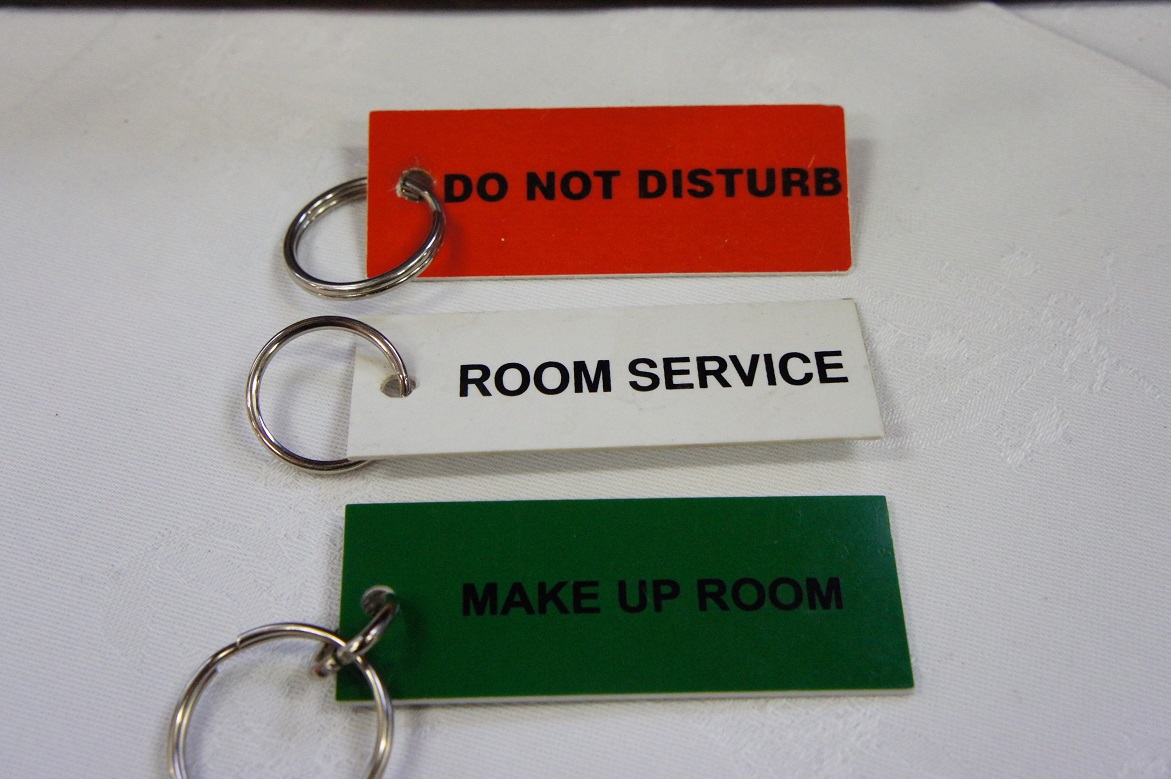 DO NOT DISTURB
ROOM SERVICE
MAKE UP ROOM